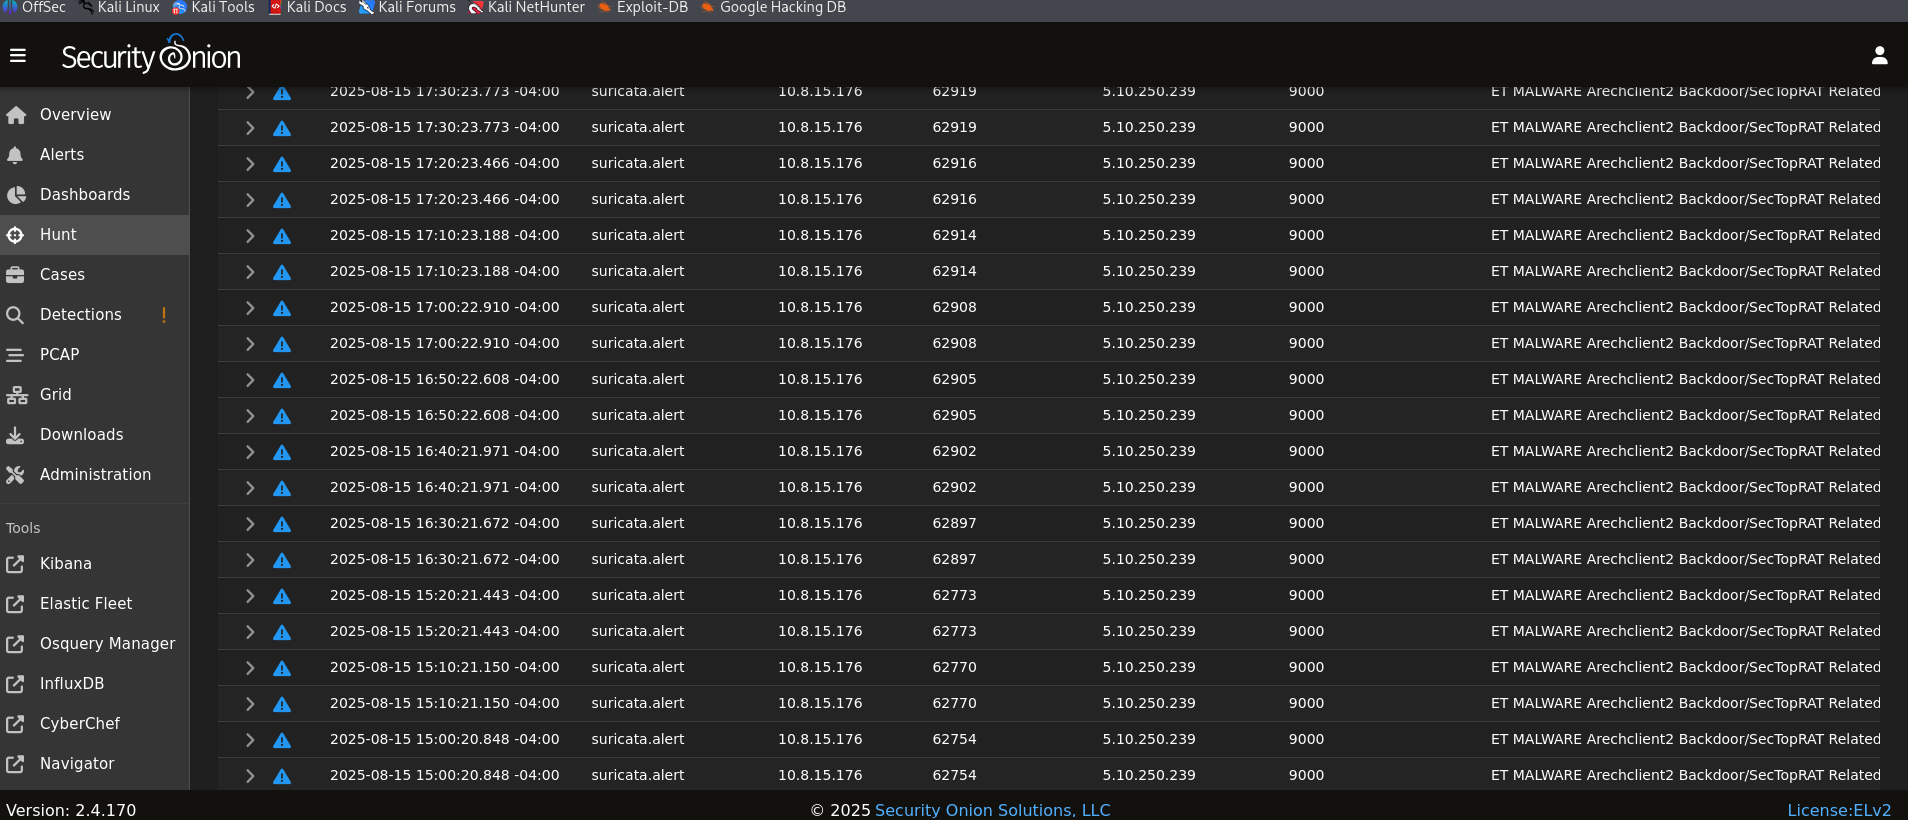 OffSec Kali Linux Kali Tools Kali Docs Kali Forums Kali NetHunter Exploit-DB Google Hacking DB
Security Onion
Overview
Alerts
Dashboards
Hunt
Cases
Detections !
PCAP
Grid
Downloads
Administration
Tools
Kibana
Elastic Fleet
Osquery Manager
InfluxDB
CyberChef
Navigator
2025-08-15 17:30:23.773 -04:00 suricata.alert 10.8.15.176 62919 5.10.250.239 9000 ET MALWARE Arechclient2 Backdoor/SecTopRAT Related
2025-08-15 17:30:23.773 -04:00 suricata.alert 10.8.15.176 62919 5.10.250.239 9000 ET MALWARE Arechclient2 Backdoor/SecTopRAT Related
2025-08-15 17:20:23.466 -04:00 suricata.alert 10.8.15.176 62916 5.10.250.239 9000 ET MALWARE Arechclient2 Backdoor/SecTopRAT Related
2025-08-15 17:20:23.466 -04:00 suricata.alert 10.8.15.176 62916 5.10.250.239 9000 ET MALWARE Arechclient2 Backdoor/SecTopRAT Related
2025-08-15 17:10:23.188 -04:00 suricata.alert 10.8.15.176 62914 5.10.250.239 9000 ET MALWARE Arechclient2 Backdoor/SecTopRAT Related
2025-08-15 17:10:23.188 -04:00 suricata.alert 10.8.15.176 62914 5.10.250.239 9000 ET MALWARE Arechclient2 Backdoor/SecTopRAT Related
2025-08-15 17:00:22.910 -04:00 suricata.alert 10.8.15.176 62908 5.10.250.239 9000 ET MALWARE Arechclient2 Backdoor/SecTopRAT Related
2025-08-15 17:00:22.910 -04:00 suricata.alert 10.8.15.176 62908 5.10.250.239 9000 ET MALWARE Arechclient2 Backdoor/SecTopRAT Related
2025-08-15 16:50:22.608 -04:00 suricata.alert 10.8.15.176 62905 5.10.250.239 9000 ET MALWARE Arechclient2 Backdoor/SecTopRAT Related
2025-08-15 16:50:22.608 -04:00 suricata.alert 10.8.15.176 62905 5.10.250.239 9000 ET MALWARE Arechclient2 Backdoor/SecTopRAT Related
2025-08-15 16:40:21.971 -04:00 suricata.alert 10.8.15.176 62902 5.10.250.239 9000 ET MALWARE Arechclient2 Backdoor/SecTopRAT Related
2025-08-15 16:40:21.971 -04:00 suricata.alert 10.8.15.176 62902 5.10.250.239 9000 ET MALWARE Arechclient2 Backdoor/SecTopRAT Related
2025-08-15 16:30:21.672 -04:00 suricata.alert 10.8.15.176 62897 5.10.250.239 9000 ET MALWARE Arechclient2 Backdoor/SecTopRAT Related
2025-08-15 16:30:21.672 -04:00 suricata.alert 10.8.15.176 62897 5.10.250.239 9000 ET MALWARE Arechclient2 Backdoor/SecTopRAT Related
2025-08-15 15:20:21.443 -04:00 suricata.alert 10.8.15.176 62773 5.10.250.239 9000 ET MALWARE Arechclient2 Backdoor/SecTopRAT Related
2025-08-15 15:20:21.443 -04:00 suricata.alert 10.8.15.176 62773 5.10.250.239 9000 ET MALWARE Arechclient2 Backdoor/SecTopRAT Related
2025-08-15 15:10:21.150 -04:00 suricata.alert 10.8.15.176 62770 5.10.250.239 9000 ET MALWARE Arechclient2 Backdoor/SecTopRAT Related
2025-08-15 15:10:21.150 -04:00 suricata.alert 10.8.15.176 62770 5.10.250.239 9000 ET MALWARE Arechclient2 Backdoor/SecTopRAT Related
2025-08-15 15:00:20.848 -04:00 suricata.alert 10.8.15.176 62754 5.10.250.239 9000 ET MALWARE Arechclient2 Backdoor/SecTopRAT Related
2025-08-15 15:00:20.848 -04:00 suricata.alert 10.8.15.176 62754 5.10.250.239 9000 ET MALWARE Arechclient2 Backdoor/SecTopRAT Related
Version: 2.4.170 © 2025 Security Onion Solutions, LLC License:ELv2